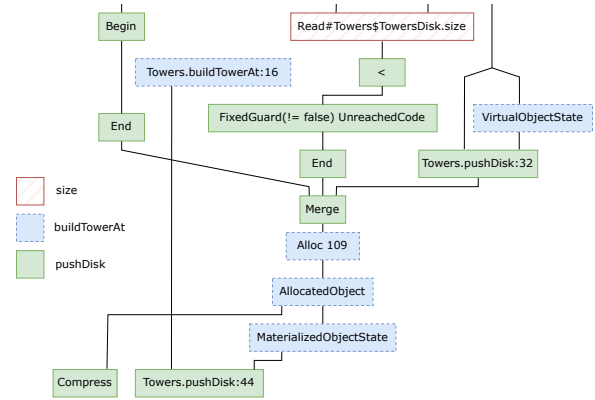 Begin
Read#Towers$TowersDisk.size
Towers.buildTowerAt:16
<
FixedGuard(!= false) UnreachedCode
VirtualObjectState
End
End
Towers.pushDisk:32
size
Merge
buildTowerAt
Alloc 109
pushDisk
AllocatedObject
MaterializedObjectState
Compress
Towers.pushDisk:44